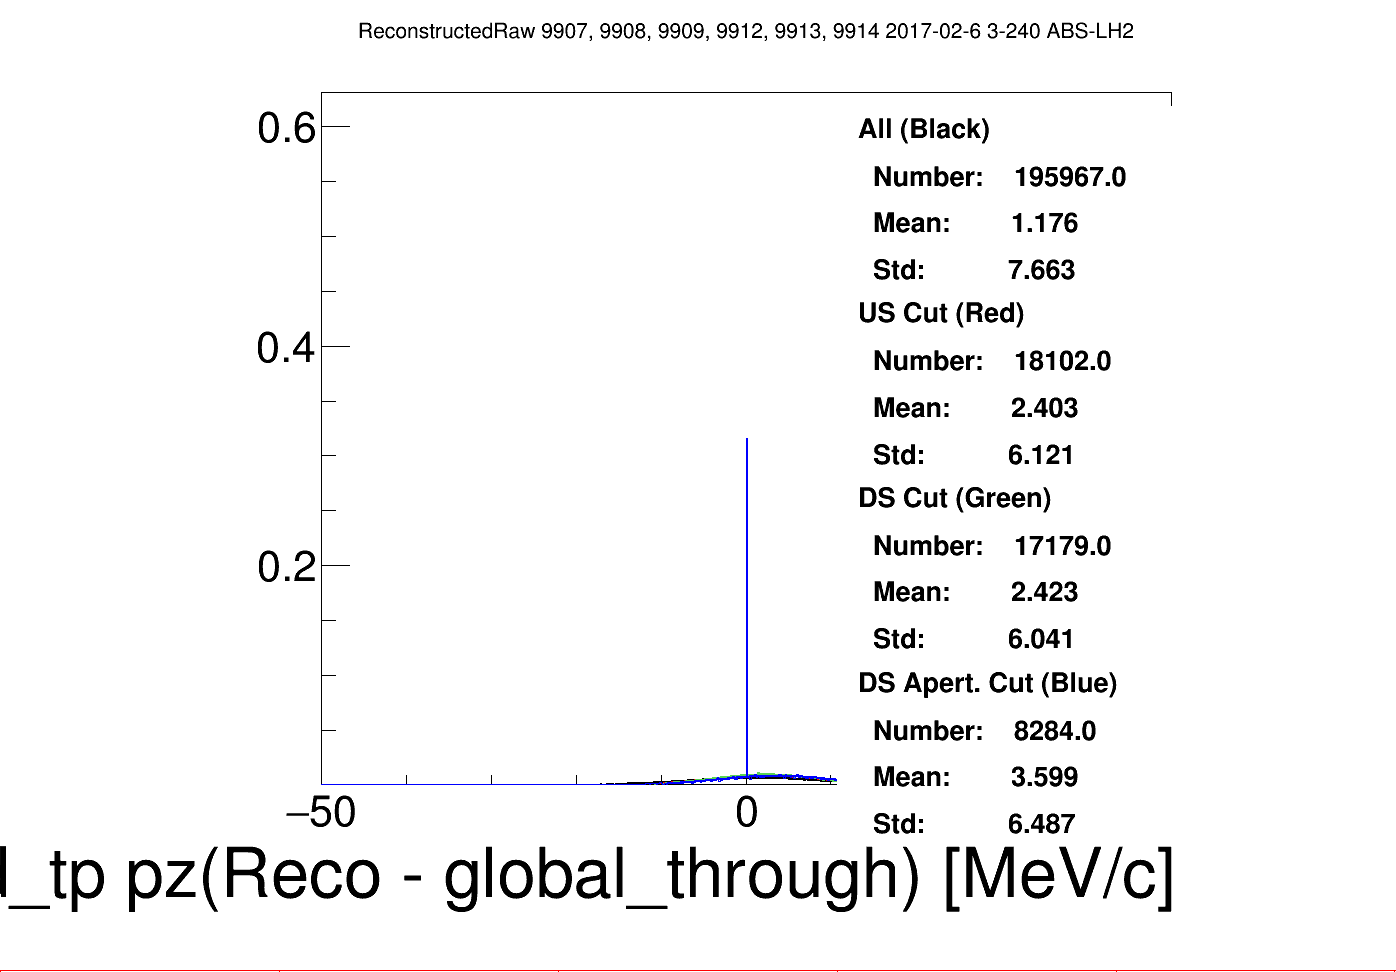 ReconstructedRaw 9907, 9908, 9909, 9912, 9913, 9914 2017-02-6 3-240 ABS-LH2
0.6
0.4
0.2
−50
0
All (Black)
Number: 195967.0
Mean: 1.176
Std: 7.663
US Cut (Red)
Number: 18102.0
Mean: 2.403
Std: 6.121
DS Cut (Green)
Number: 17179.0
Mean: 2.423
Std: 6.041
DS Apert. Cut (Blue)
Number: 8284.0
Mean: 3.599
Std: 6.487
_tp pz(Reco - global_through) [MeV/c]